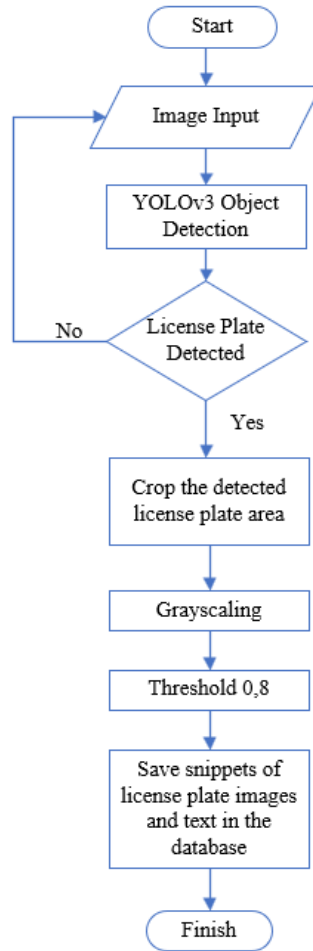 Start
Image Input
YOLOv3 Object
Detection
License Plate
Detected
No
Yes
Crop the detected
license plate area
Grayscaling
Threshold 0,8
Save snippets of
license plate images
and text in the
database
Finish